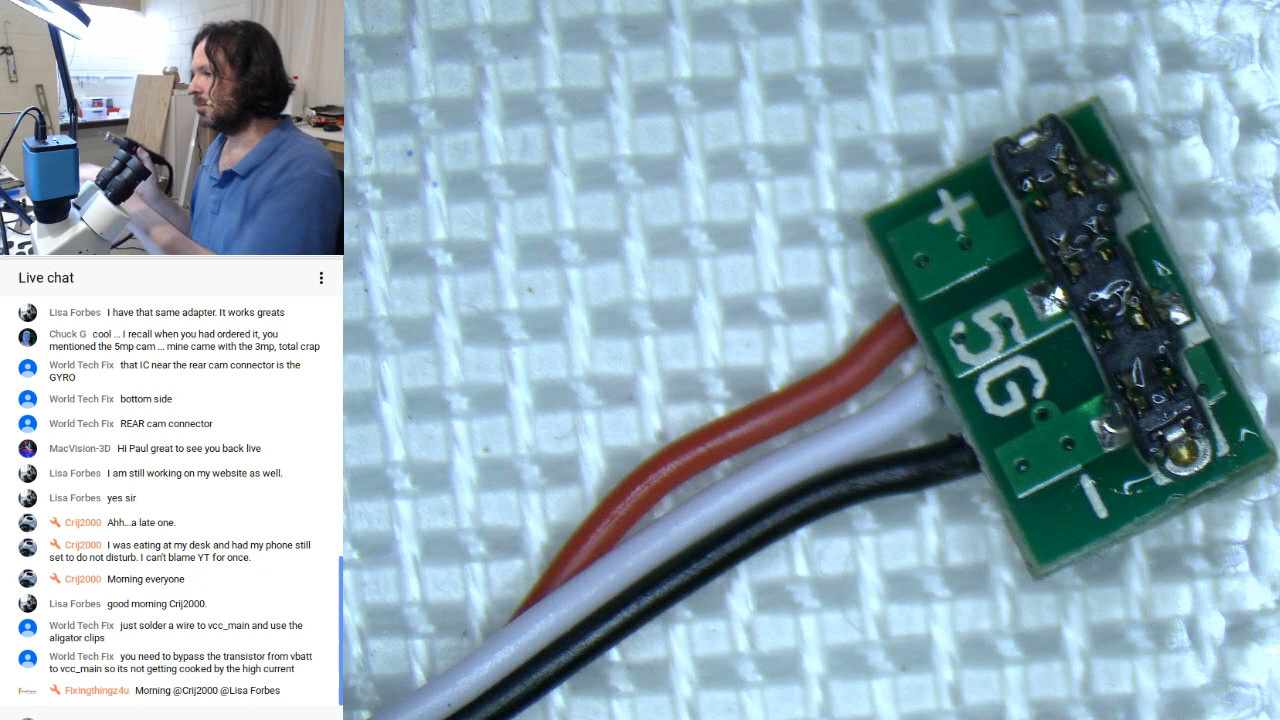 Live chat
Lisa Forbes I have that same adapter. It works greats
Chuck G cool ... I recall when you had ordered it, you
mentioned the 5mp cam ... mine came with the 3mp, total crap
World Tech Fix that IC near the rear cam connector is the
GYRO
World Tech Fix bottom side
World Tech Fix REAR cam connector
MacVision-3D HI Paul great to see you back live
Lisa Forbes I am still working on my website as well.
Lisa Forbes yes sir
Crij2000 Ahh...a late one.
Crij2000 I was eating at my desk and had my phone still
set to do not disturb. I can't blame YT for once.
Crij2000 Morning everyone
Lisa Forbes good morning Crij2000.
World Tech Fix just solder a wire to vcc_main and use the
aligator clips
World Tech Fix you need to bypass the transistor from vbatt
to vcc_main so its not getting cooked by the high current
Fixingthingz4u Morning @Crij2000 @Lisa Forbes
+
5G
–